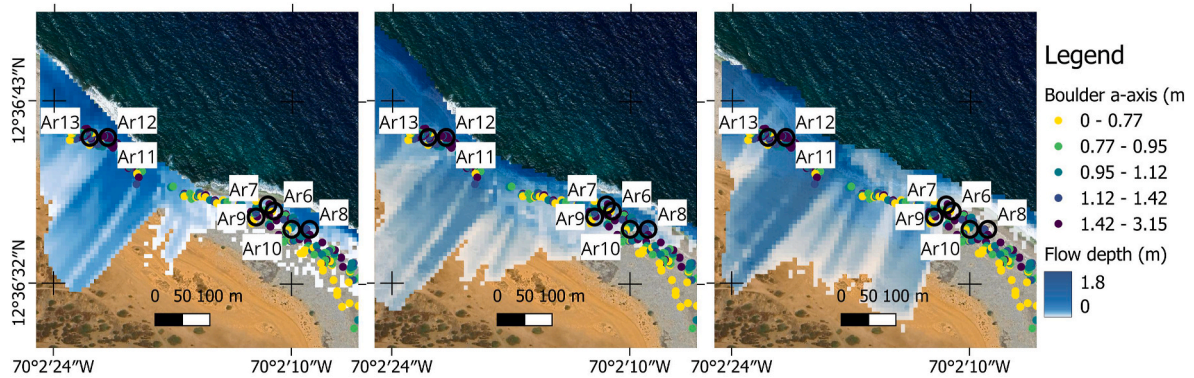 12°36′43″N
12°36′32″N
Ar13
Ar12
Ar11
Ar7
Ar6
Ar9
Ar8
Ar10
0 50 100 m
70°2′24″W
70°2′10″W
Ar13
Ar12
Ar11
Ar7
Ar6
Ar9
Ar8
Ar10
0 50 100 m
70°2′24″W
70°2′10″W
Ar13
Ar12
Ar11
Ar7
Ar6
Ar9
Ar8
Ar10
0 50 100 m
70°2′24″W
70°2′10″W
Legend
Boulder a-axis (m
0 - 0.77
0.77 - 0.95
0.95 - 1.12
1.12 - 1.42
1.42 - 3.15
Flow depth (m)
1.8
0